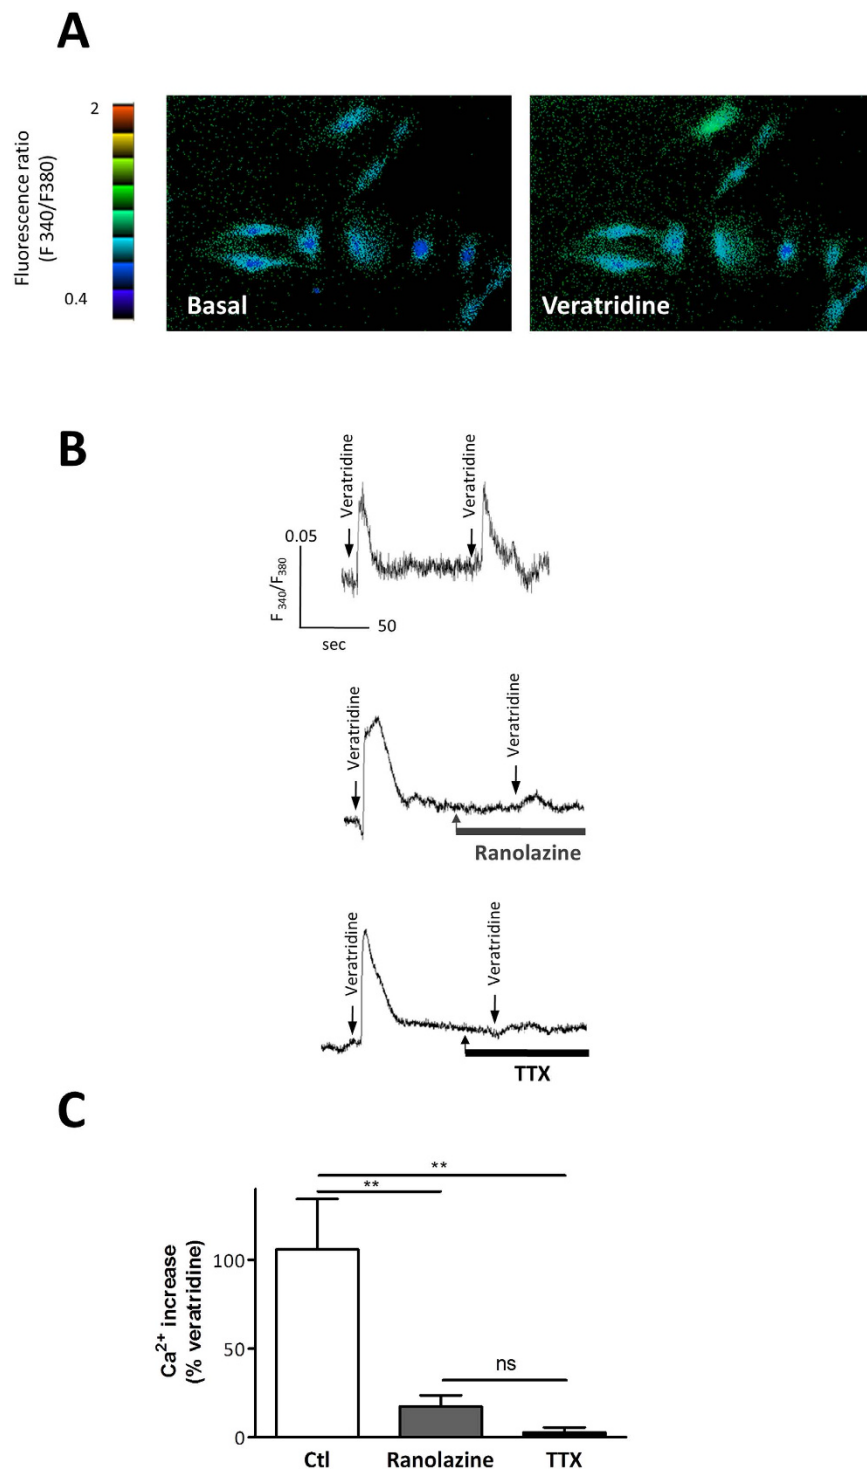 A
2
Fluorescence ratio
(F 340/F380)
0.4
Basal
Veratridine
B
Veratridine
Veratridine
0.05
F 340/F380
50
sec
Veratridine
Veratridine
Ranolazine
Veratridine
Veratridine
TTX
C
**
**
Ca2+ increase
(% veratridine)
100
50
0
ns
Ctl
Ranolazine
TTX